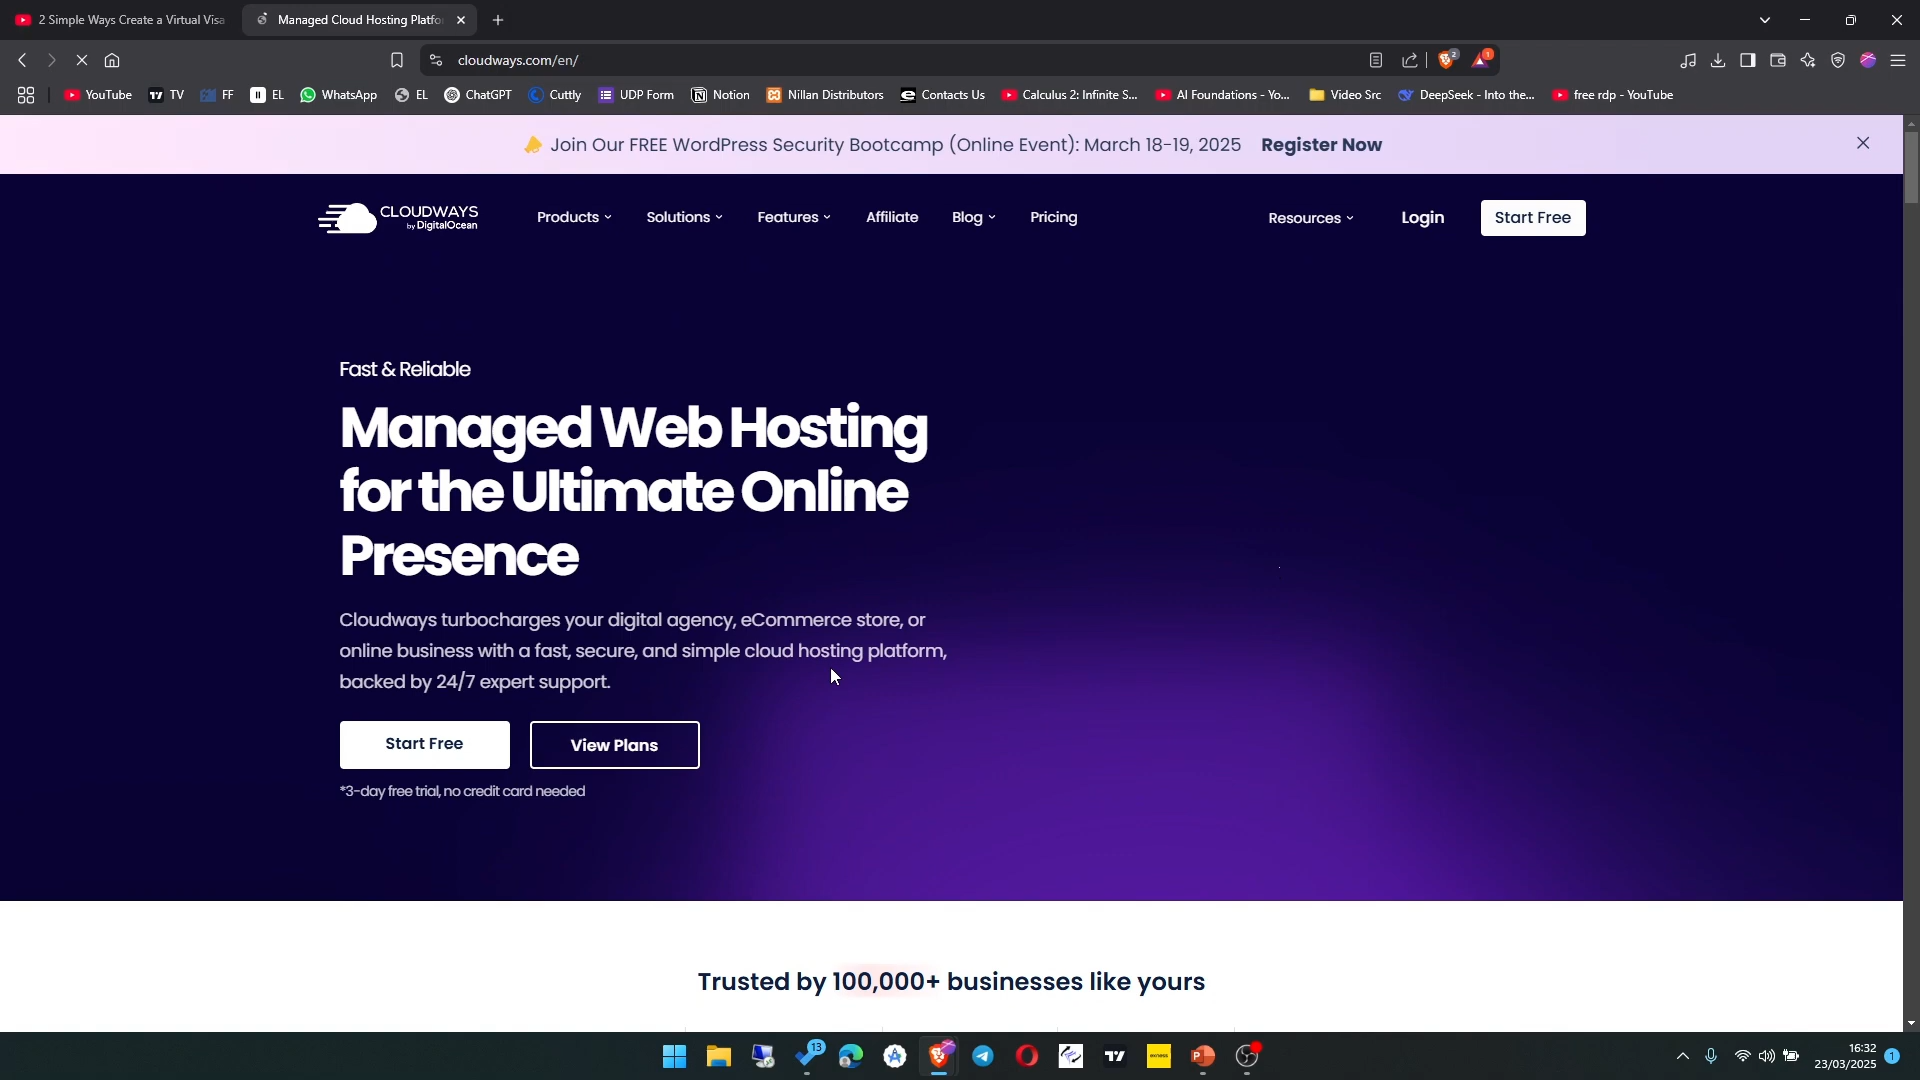 2 Simple Ways Create a Virtual Visa
Managed Cloud Hosting Platfo
cloudways.com/en/
2
1
YouTube
TV
FF
EL
WhatsApp
EL
ChatGPT
Cuttly
UDP Form
Notion
Nillan Distributors
Contacts Us
Calculus 2: Infinite S...
AI Foundations - Yo...
Video Src
DeepSeek - Into the...
free rdp - YouTube
Join Our FREE WordPress Security Bootcamp (Online Event): March 18-19, 2025 Register Now
CLOUDWAYS
by DigitalOcean
Products
Solutions
Features
Affiliate
Blog
Pricing
Resources
Login
Start Free
Fast & Reliable
Managed Web Hosting
for the Ultimate Online
Presence
Cloudways turbocharges your digital agency, eCommerce store, or
online business with a fast, secure, and simple cloud hosting platform,
backed by 24/7 expert support.
Start Free
View Plans
*3-day free trial, no credit card needed
Trusted by 100,000+ businesses like yours
13
16:32
23/03/2025
1